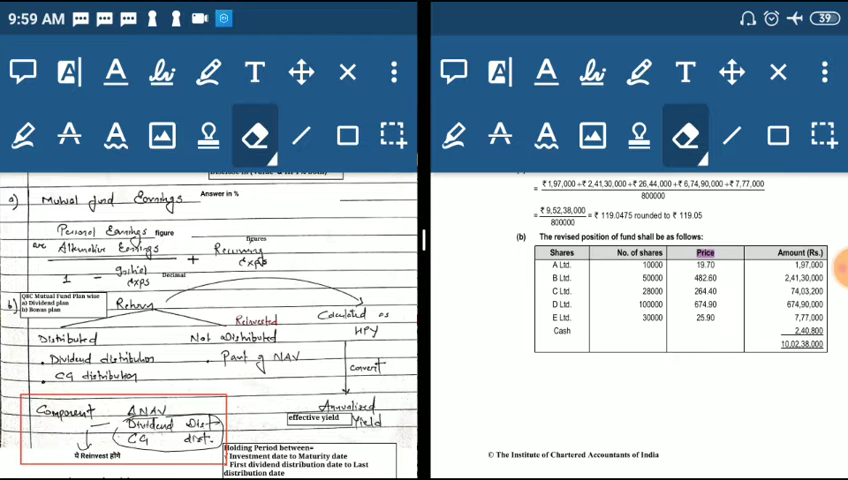 9:59 AM
39
a) Mutual fund Earnings
Answer in %
Personal Earnings figure
or Alternative Earnings
1 - Initial exps Decimal
+ Recurring exps figures
b)
QBC Mutual Fund Plan wise
a) Dividend plan
b) Bonus plan
Return
Distributed
• Dividend distribution
• CG distribution
Reinvested
Not Distributed
• Part of NAV
Calculated as
HPY
convert
Annualized
effective yield
Yield
Component
ΔNAV
Dividend Dist
CG dist.
ये Reinvest होंगे
Holding Period between=
Investment date to Maturity date
First dividend distribution date to Last
distribution date
= ₹ 1,97,000 + ₹ 2,41,30,000 + ₹ 26,44,000 + ₹ 6,74,90,000 + ₹ 7,77,000
800000
= ₹ 9,52,38,000
800000
= ₹ 119.0475 rounded to ₹ 119.05
(b) The revised position of fund shall be as follows:
Shares No. of shares Price Amount (Rs.)
A Ltd. 10000 19.70 1,97,000
B Ltd. 50000 482.60 2,41,30,000
C Ltd. 28000 264.40 74,03,200
D Ltd. 100000 674.90 674,90,000
E Ltd. 30000 25.90 7,77,000
Cash 2,40,800
10,02,38,000
© The Institute of Chartered Accountants of India